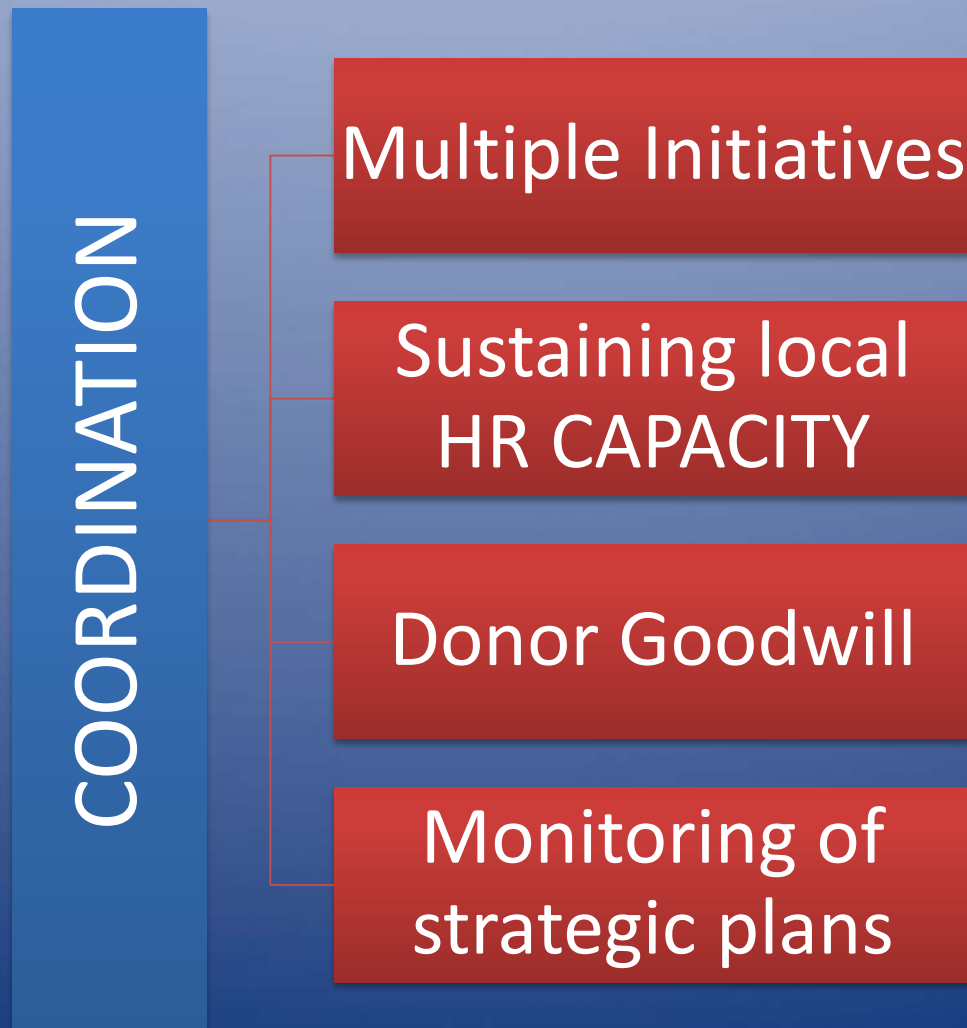 COORDINATION
Multiple Initiatives
Sustaining local
HR CAPACITY
Donor Goodwill
Monitoring of
strategic plans